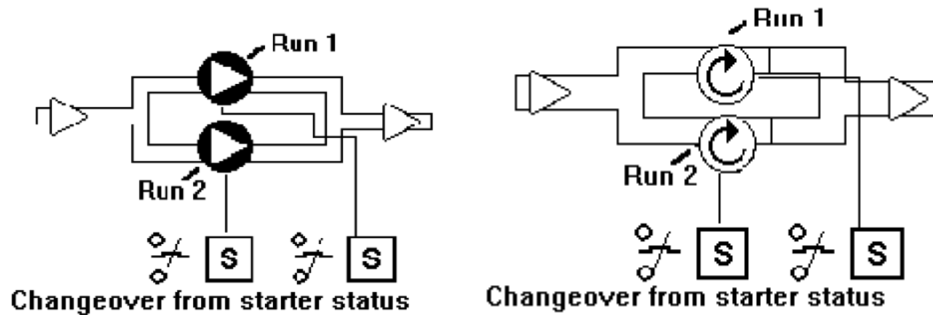 Run 1
Run 2
S S
Changeover from starter status
Run 1
Run 2
S S
Changeover from starter status